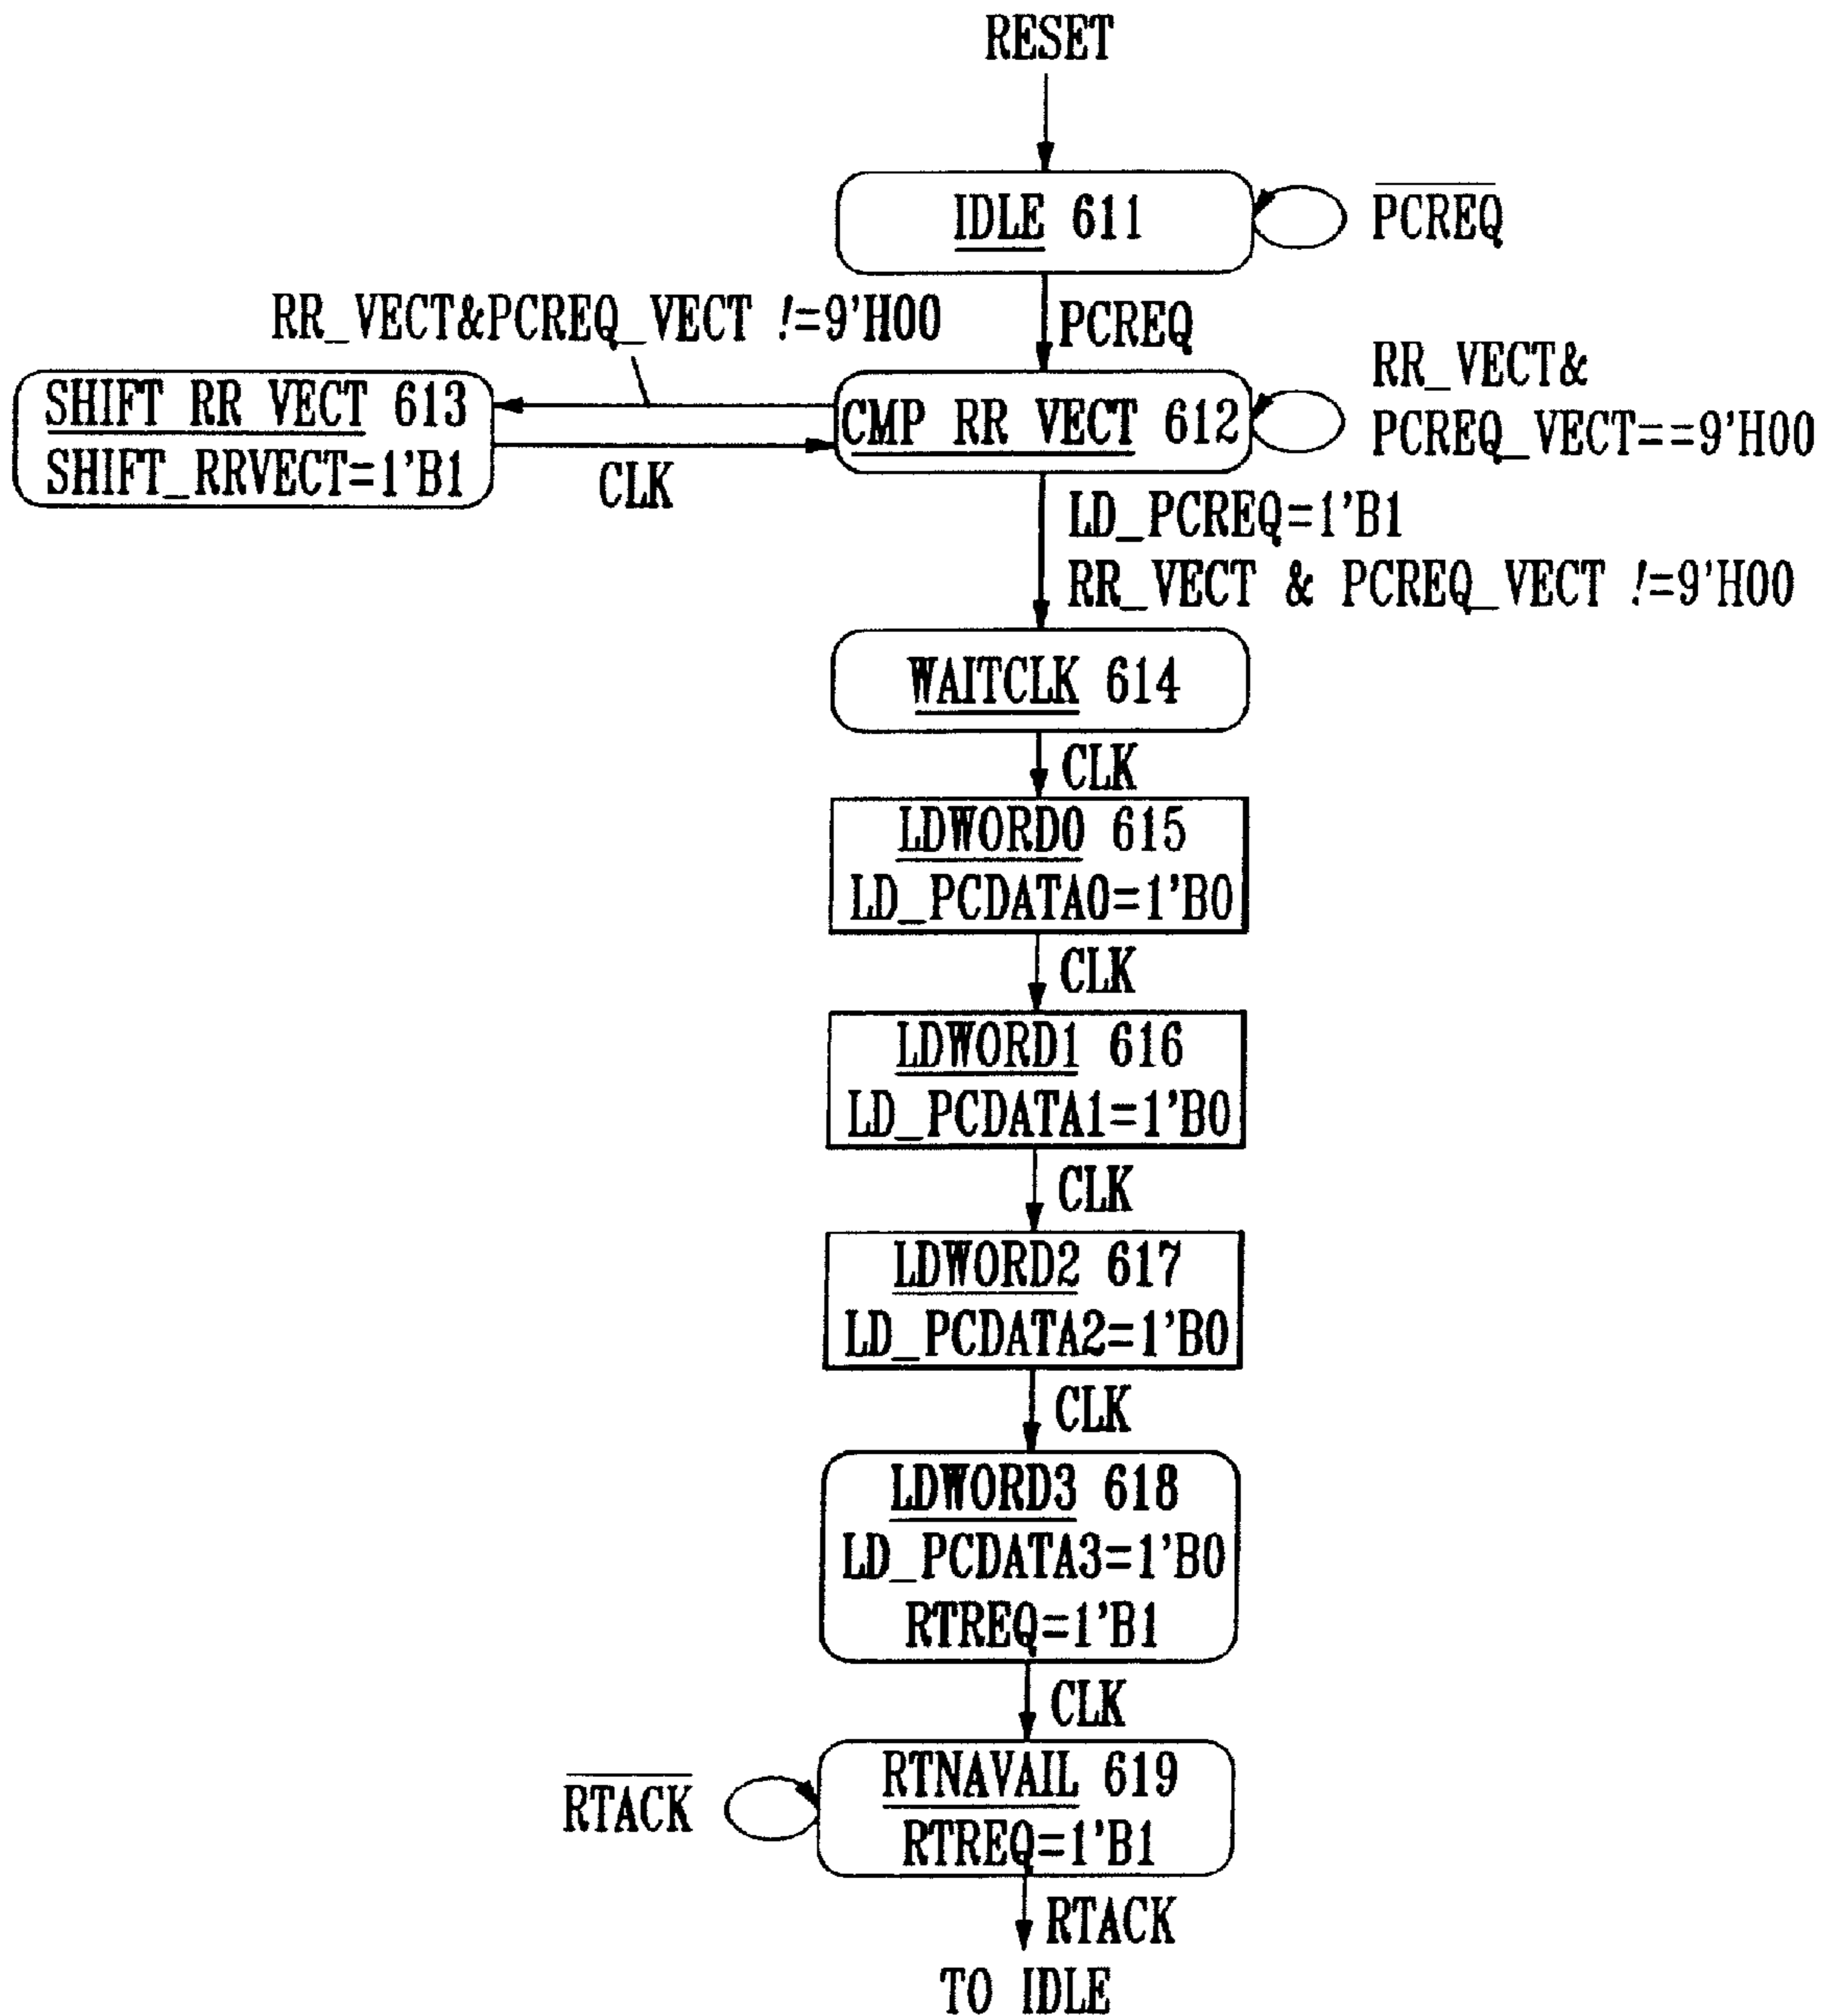 RESET
IDLE 611
PCREQ
PCREQ
RR_VECT&PCREQ_VECT !=9'H00
SHIFT RR VECT 613
SHIFT_RRVECT=1'B1
CLK
CMP RR VECT 612
RR_VECT&
PCREQ_VECT==9'H00
LD_PCREQ=1'B1
RR_VECT & PCREQ_VECT !=9'H00
WAITCLK 614
CLK
LDWORD0 615
LD_PCDATA0=1'B0
CLK
LDWORD1 616
LD_PCDATA1=1'B0
CLK
LDWORD2 617
LD_PCDATA2=1'B0
CLK
LDWORD3 618
LD_PCDATA3=1'B0
RTREQ=1'B1
CLK
RTACK
RTNAVAIL 619
RTREQ=1'B1
RTACK
TO IDLE